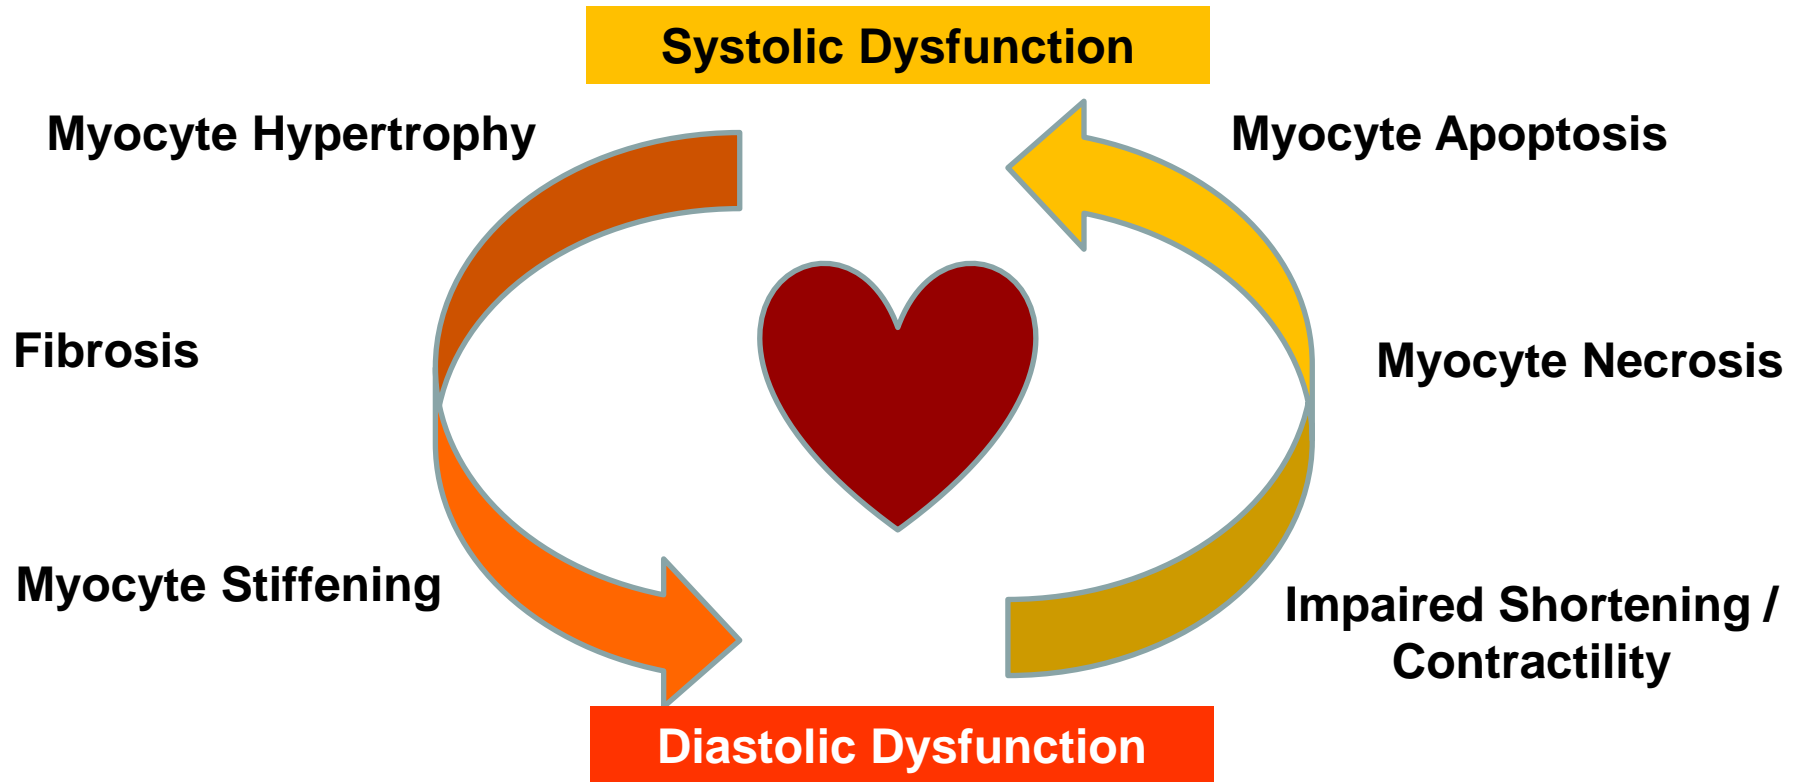 Systolic Dysfunction
Myocyte Hypertrophy
Myocyte Apoptosis
Fibrosis
Myocyte Necrosis
Myocyte Stiffening
Impaired Shortening /
Contractility
Diastolic Dysfunction